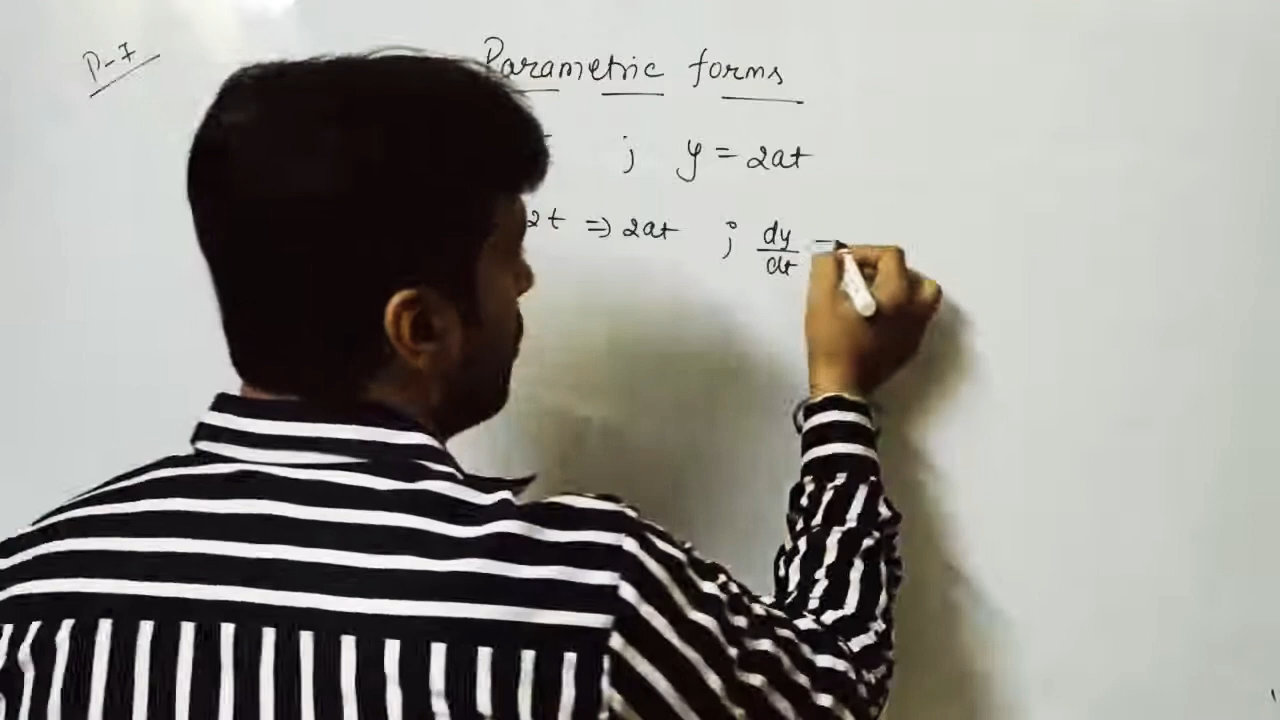 P-7
Parametric forms
; y = 2at
2t ⇒ 2at ; dy/dt =